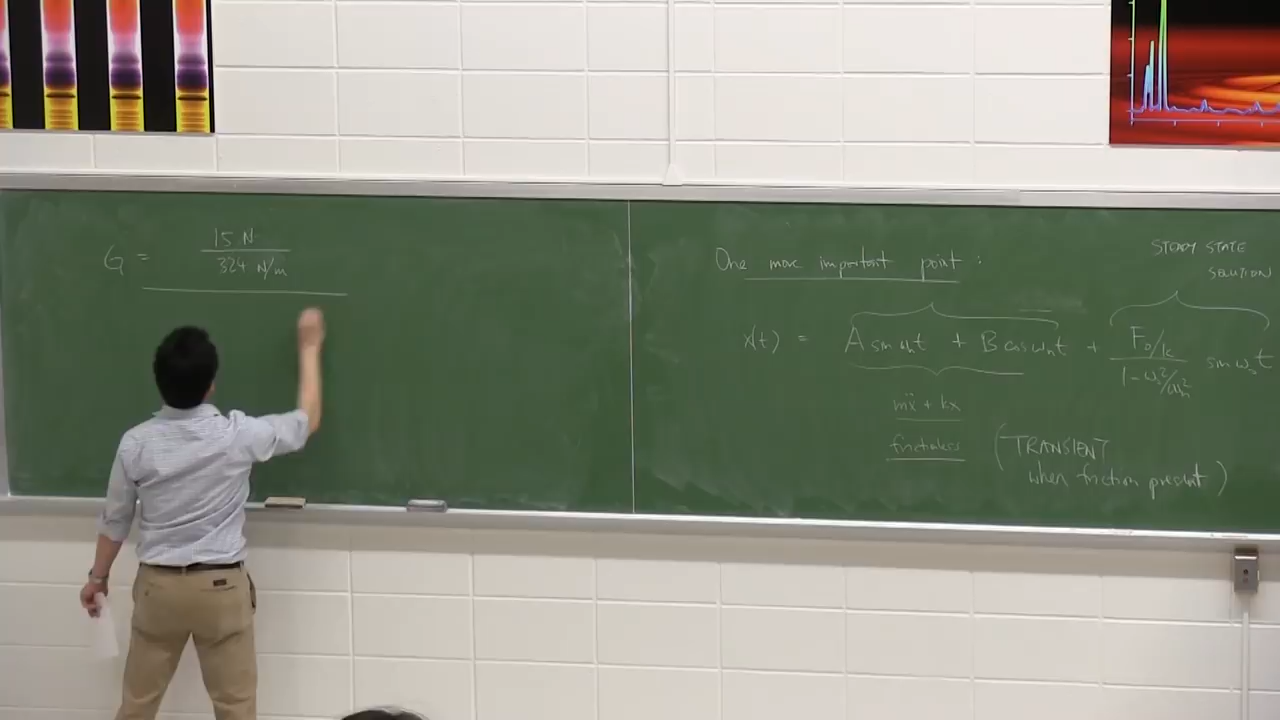 G = 15 N / 324 N/m
One more important point :
STEADY STATE
SOLUTION
x(t) = A sin ωnt + B cos ωnt + F0/k / 1 - ω0²/ωn² sin ω0t
mẍ + kx
frictionless
(TRANSIENT
when friction present)